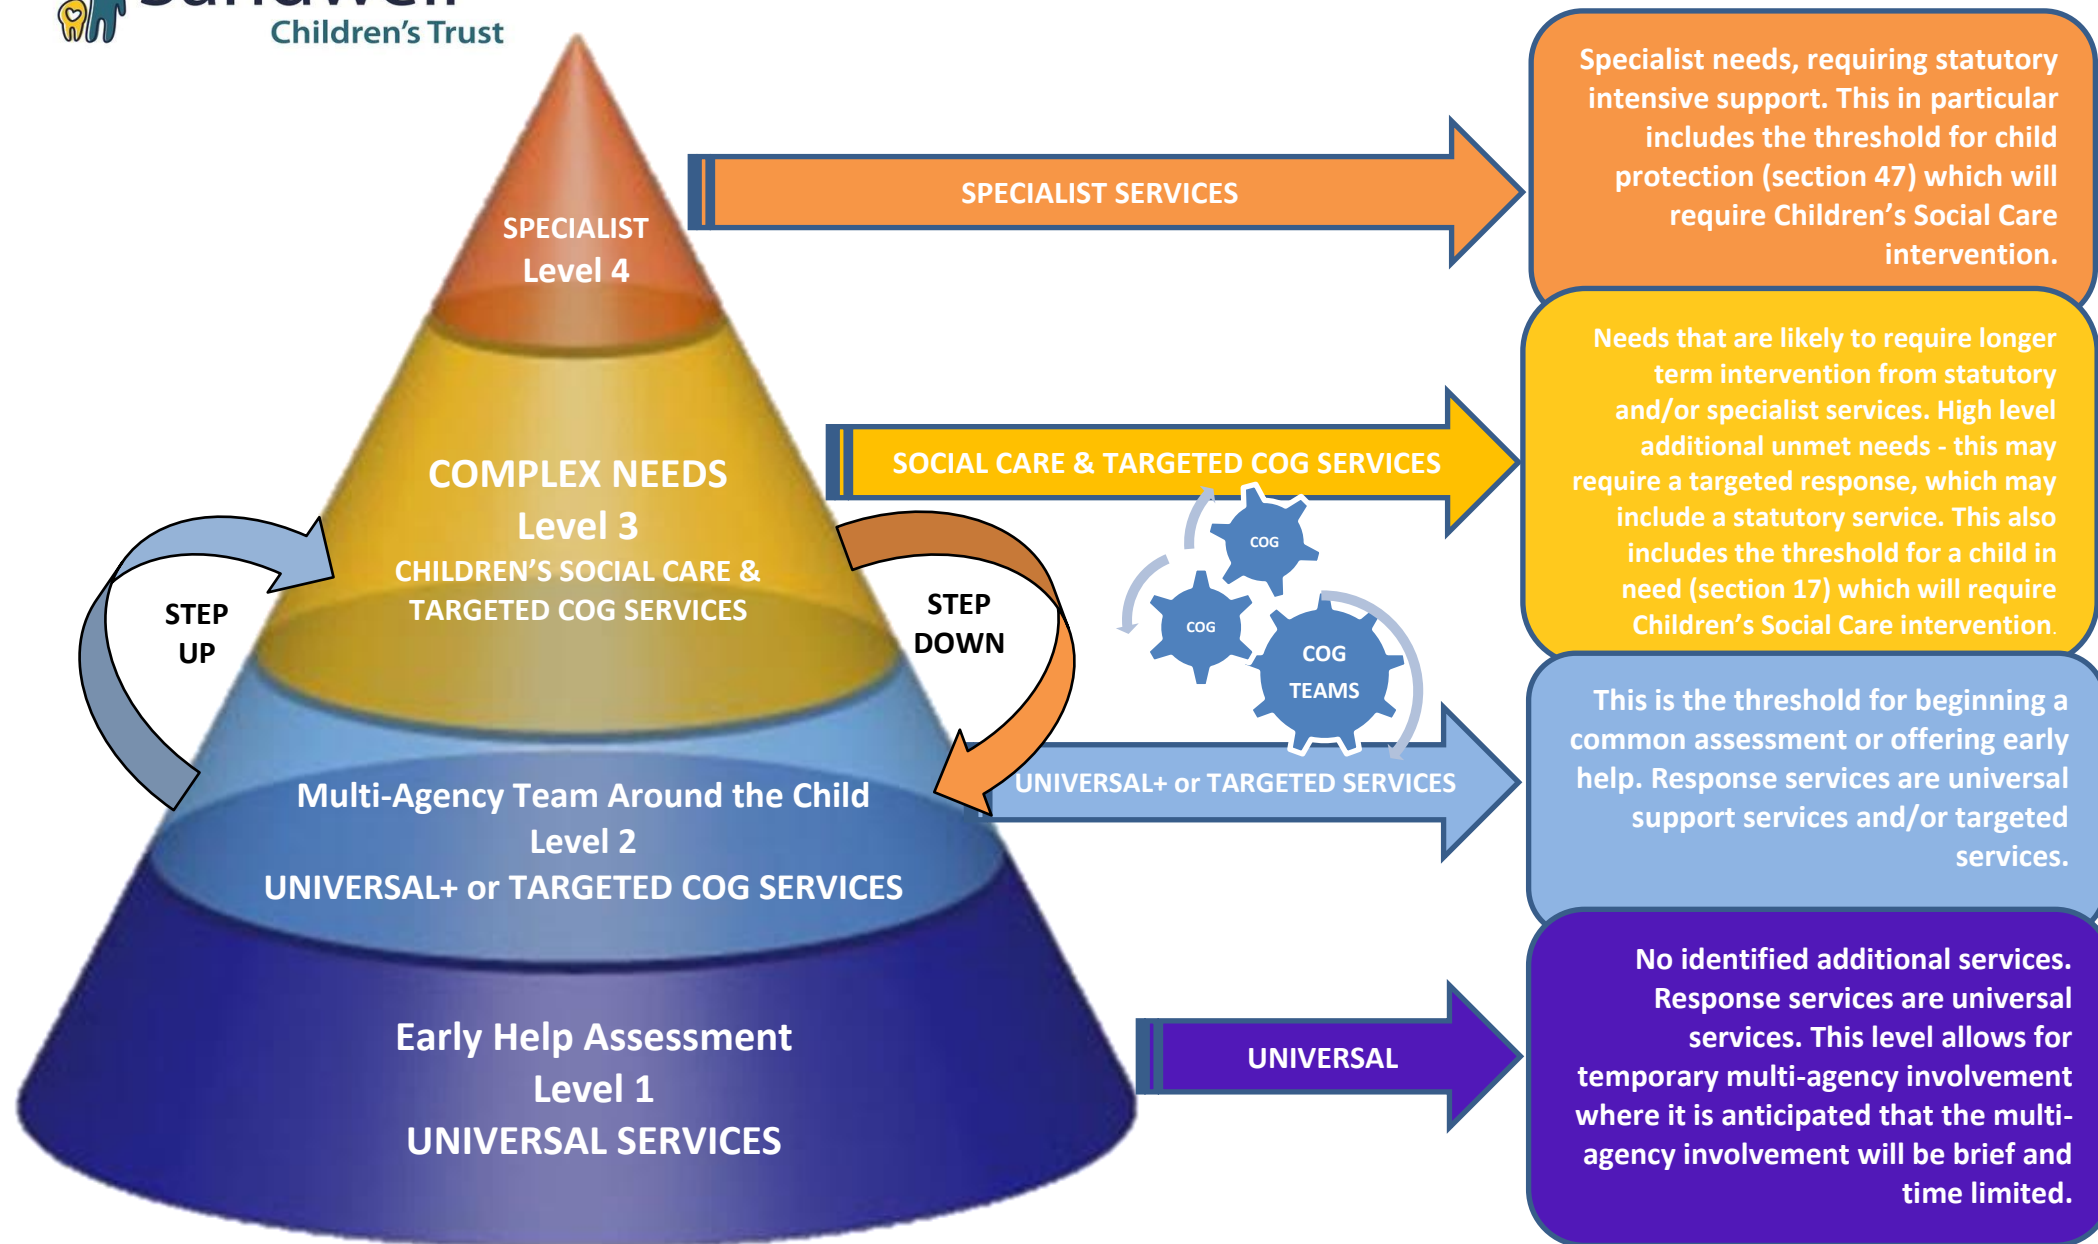 Children's Trust
SPECIALIST
Level 4
COMPLEX NEEDS
Level 3
CHILDREN'S SOCIAL CARE &
TARGETED COG SERVICES
STEP
UP
STEP
DOWN
Multi-Agency Team Around the Child
Level 2
UNIVERSAL+ or TARGETED COG SERVICES
Early Help Assessment
Level 1
UNIVERSAL SERVICES
SPECIALIST SERVICES
SOCIAL CARE & TARGETED COG SERVICES
COG
COG
COG
TEAMS
UNIVERSAL+ or TARGETED SERVICES
UNIVERSAL
Specialist needs, requiring statutory
intensive support. This in particular
includes the threshold for child
protection (section 47) which will
require Children's Social Care
intervention.
Needs that are likely to require longer
term intervention from statutory
and/or specialist services. High level
additional unmet needs - this may
require a targeted response, which may
include a statutory service. This also
includes the threshold for a child in
need (section 17) which will require
Children's Social Care intervention.
This is the threshold for beginning a
common assessment or offering early
help. Response services are universal
support services and/or targeted
services.
No identified additional services.
Response services are universal
services. This level allows for
temporary multi-agency involvement
where it is anticipated that the multi-
agency involvement will be brief and
time limited.